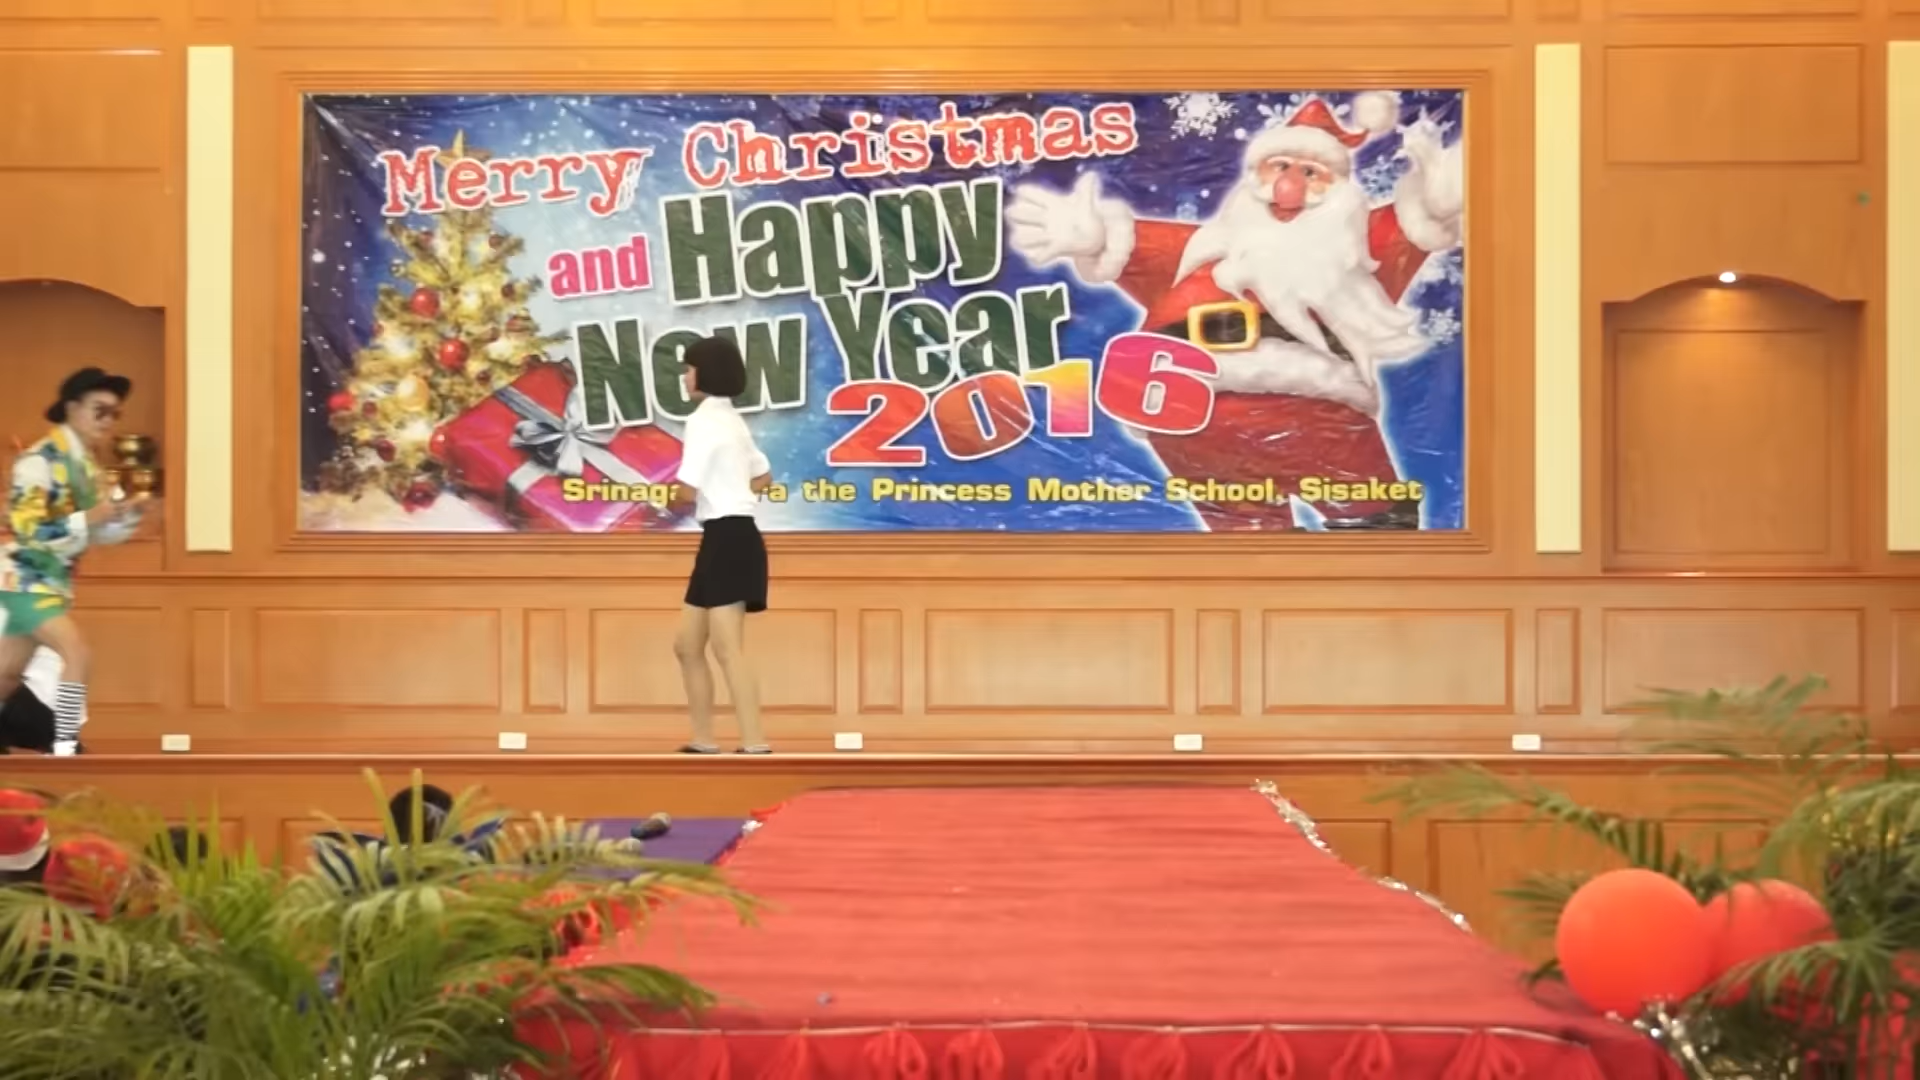 Merry Christmas
and Happy
New Year
2016
the Princess Mother School, Sisaket